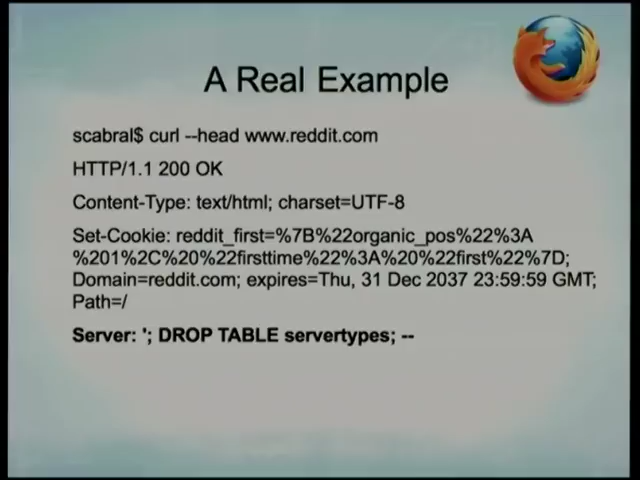 A Real Example
scabral$ curl --head www.reddit.com
HTTP/1.1 200 OK
Content-Type: text/html; charset=UTF-8
Set-Cookie: reddit_first=%7B%22organic_pos%22%3A
%201%2C%20%22firsttime%22%3A%20%22first%22%7D;
Domain=reddit.com; expires=Thu, 31 Dec 2037 23:59:59 GMT;
Path=/
Server: '; DROP TABLE servertypes; --